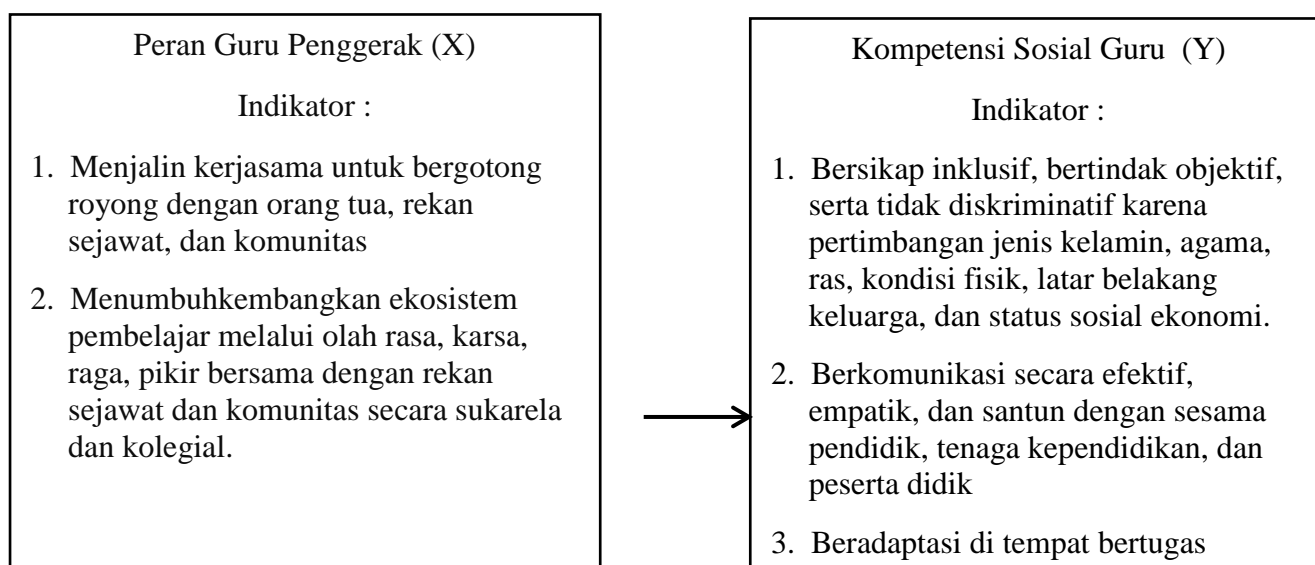 Peran Guru Penggerak (X)
Indikator :
1. Menjalin kerjasama untuk bergotong
royong dengan orang tua, rekan
sejawat, dan komunitas
2. Menumbuhkembangkan ekosistem
pembelajar melalui olah rasa, karsa,
raga, pikir bersama dengan rekan
sejawat dan komunitas secara sukarela
dan kolegial.
Kompetensi Sosial Guru (Y)
Indikator :
1. Bersikap inklusif, bertindak objektif,
serta tidak diskriminatif karena
pertimbangan jenis kelamin, agama,
ras, kondisi fisik, latar belakang
keluarga, dan status sosial ekonomi.
2. Berkomunikasi secara efektif,
empatik, dan santun dengan sesama
pendidik, tenaga kependidikan, dan
peserta didik
3. Beradaptasi di tempat bertugas